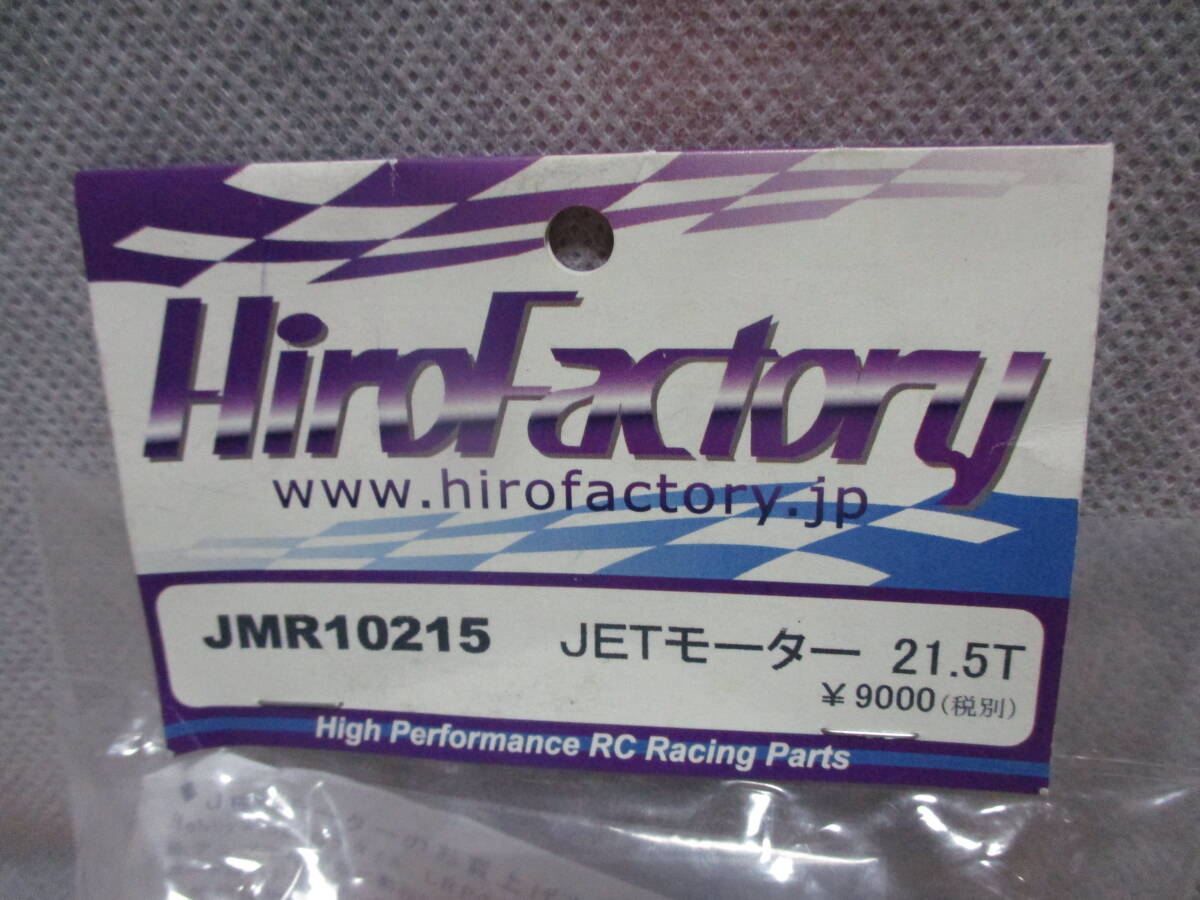 HiroFactory
www.hirofactory.jp
JMR10215 JETモーター 21.5T
¥9000(税別)
High Performance RC Racing Parts